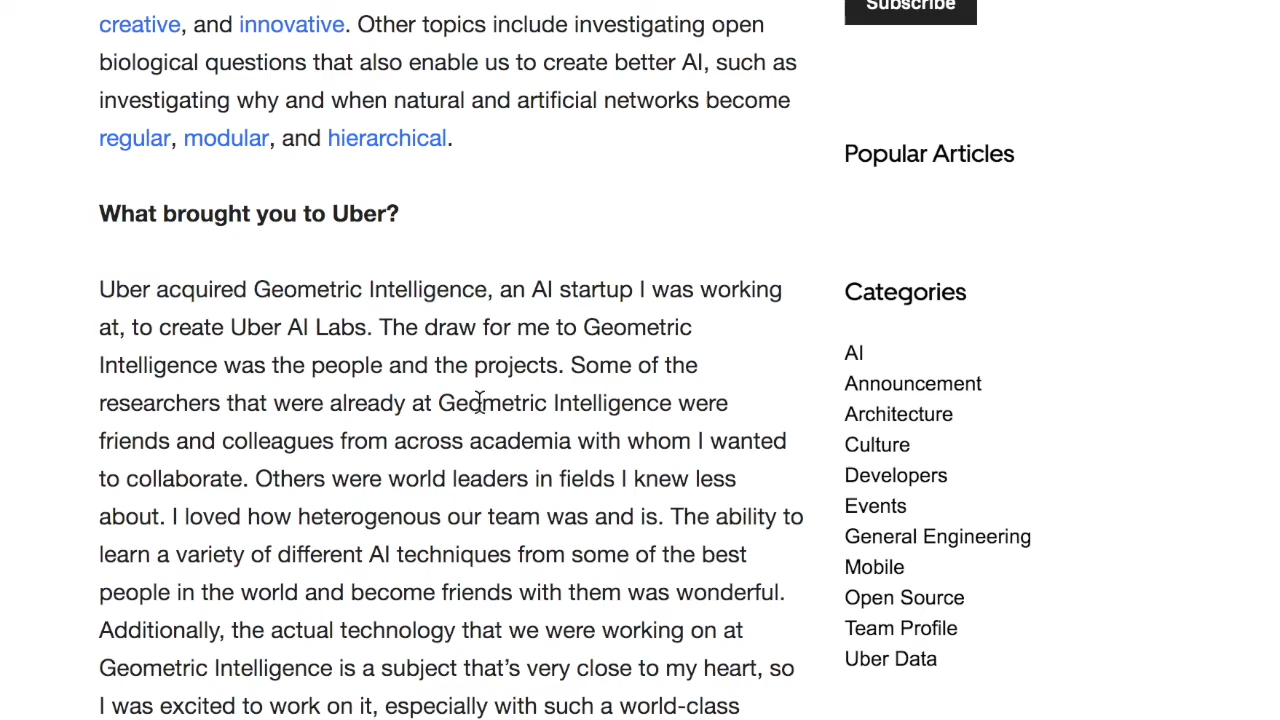 creative, and innovative. Other topics include investigating open
biological questions that also enable us to create better AI, such as
investigating why and when natural and artificial networks become
regular, modular, and hierarchical.
What brought you to Uber?
Uber acquired Geometric Intelligence, an AI startup I was working
at, to create Uber AI Labs. The draw for me to Geometric
Intelligence was the people and the projects. Some of the
researchers that were already at Geometric Intelligence were
friends and colleagues from across academia with whom I wanted
to collaborate. Others were world leaders in fields I knew less
about. I loved how heterogenous our team was and is. The ability to
learn a variety of different AI techniques from some of the best
people in the world and become friends with them was wonderful.
Additionally, the actual technology that we were working on at
Geometric Intelligence is a subject that’s very close to my heart, so
I was excited to work on it, especially with such a world-class
Subscribe
Popular Articles
Categories
AI
Announcement
Architecture
Culture
Developers
Events
General Engineering
Mobile
Open Source
Team Profile
Uber Data